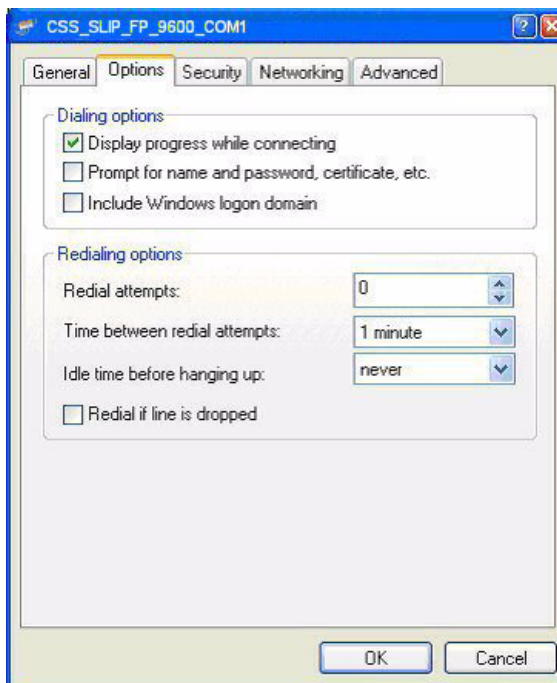 CSS_SLIP_FP_9600_COM1
General Options Security Networking Advanced
Dialing options
Display progress while connecting
Prompt for name and password, certificate, etc.
Include Windows logon domain
Redialing options
Redial attempts: 0
Time between redial attempts: 1 minute
Idle time before hanging up: never
Redial if line is dropped
OK Cancel